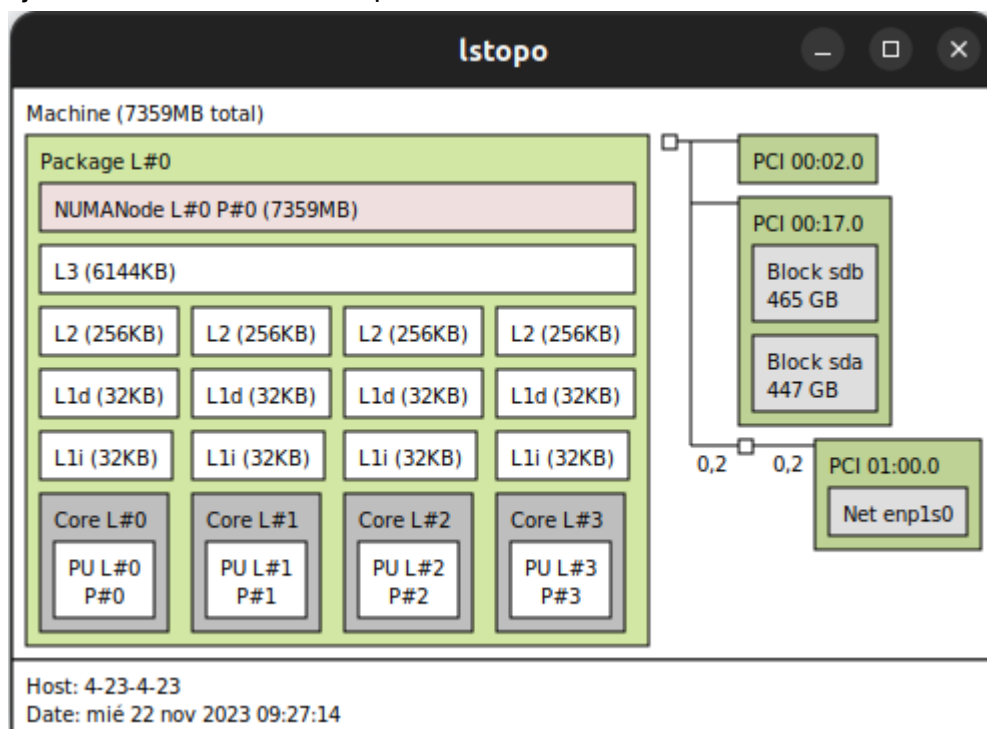 lstopo
Machine (7359MB total)
Package L#0
NUMANode L#0 P#0 (7359MB)
L3 (6144KB)
L2 (256KB) L2 (256KB) L2 (256KB) L2 (256KB)
L1d (32KB) L1d (32KB) L1d (32KB) L1d (32KB)
L1i (32KB) L1i (32KB) L1i (32KB) L1i (32KB)
Core L#0 Core L#1 Core L#2 Core L#3
PU L#0 PU L#1 PU L#2 PU L#3
P#0 P#1 P#2 P#3
PCI 00:02.0
PCI 00:17.0
Block sdb
465 GB
Block sda
447 GB
0,2 0,2 PCI 01:00.0
Net enp1s0
Host: 4-23-4-23
Date: mié 22 nov 2023 09:27:14